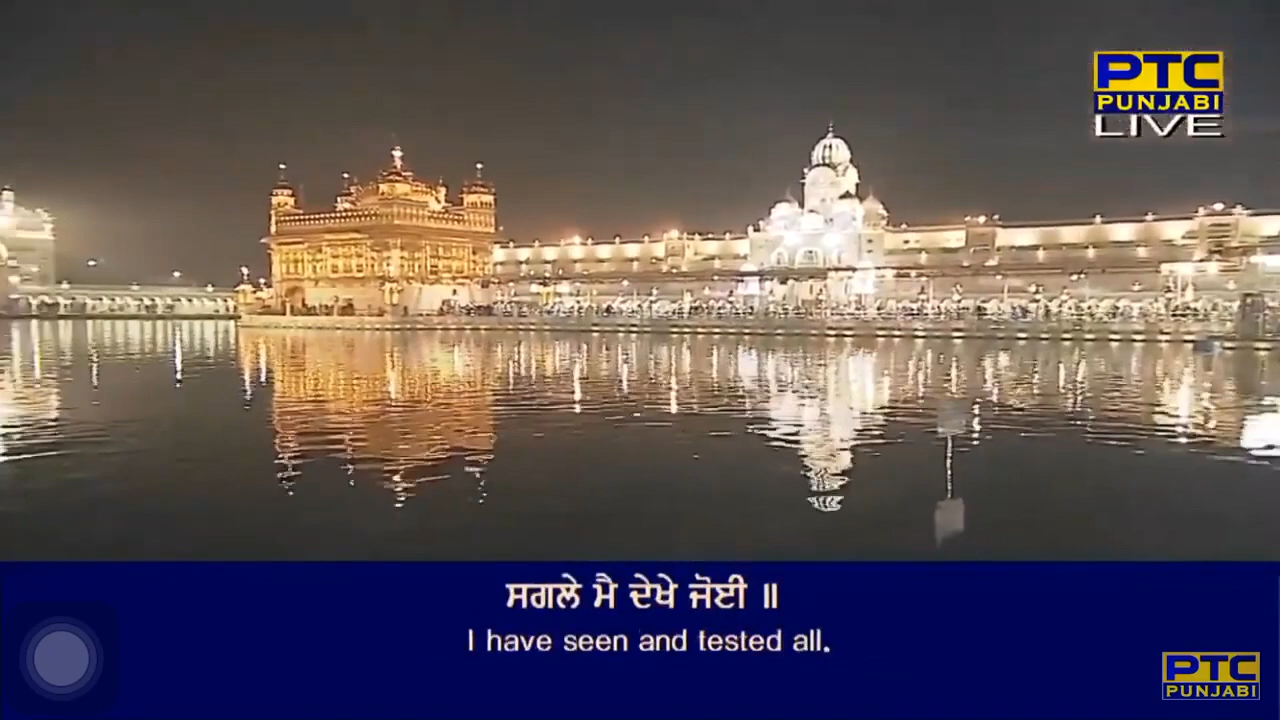 PTC
PUNJABI
LIVE
ਸਗਲੇ ਮੈ ਦੇਖੇ ਜੋਈ ॥
I have seen and tested all.
PTC
PUNJABI